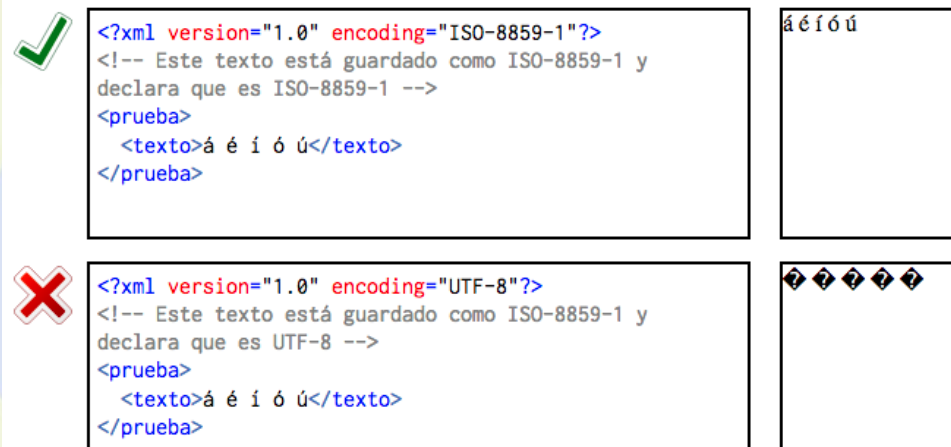 <?xml version="1.0" encoding="ISO-8859-1"?>
<!-- Este texto está guardado como ISO-8859-1 y
declara que es ISO-8859-1 -->
<prueba>
  <texto>á é í ó ú</texto>
</prueba>
á é í ó ú
<?xml version="1.0" encoding="UTF-8"?>
<!-- Este texto está guardado como ISO-8859-1 y
declara que es UTF-8 -->
<prueba>
  <texto>á é í ó ú</texto>
</prueba>
� � � � �